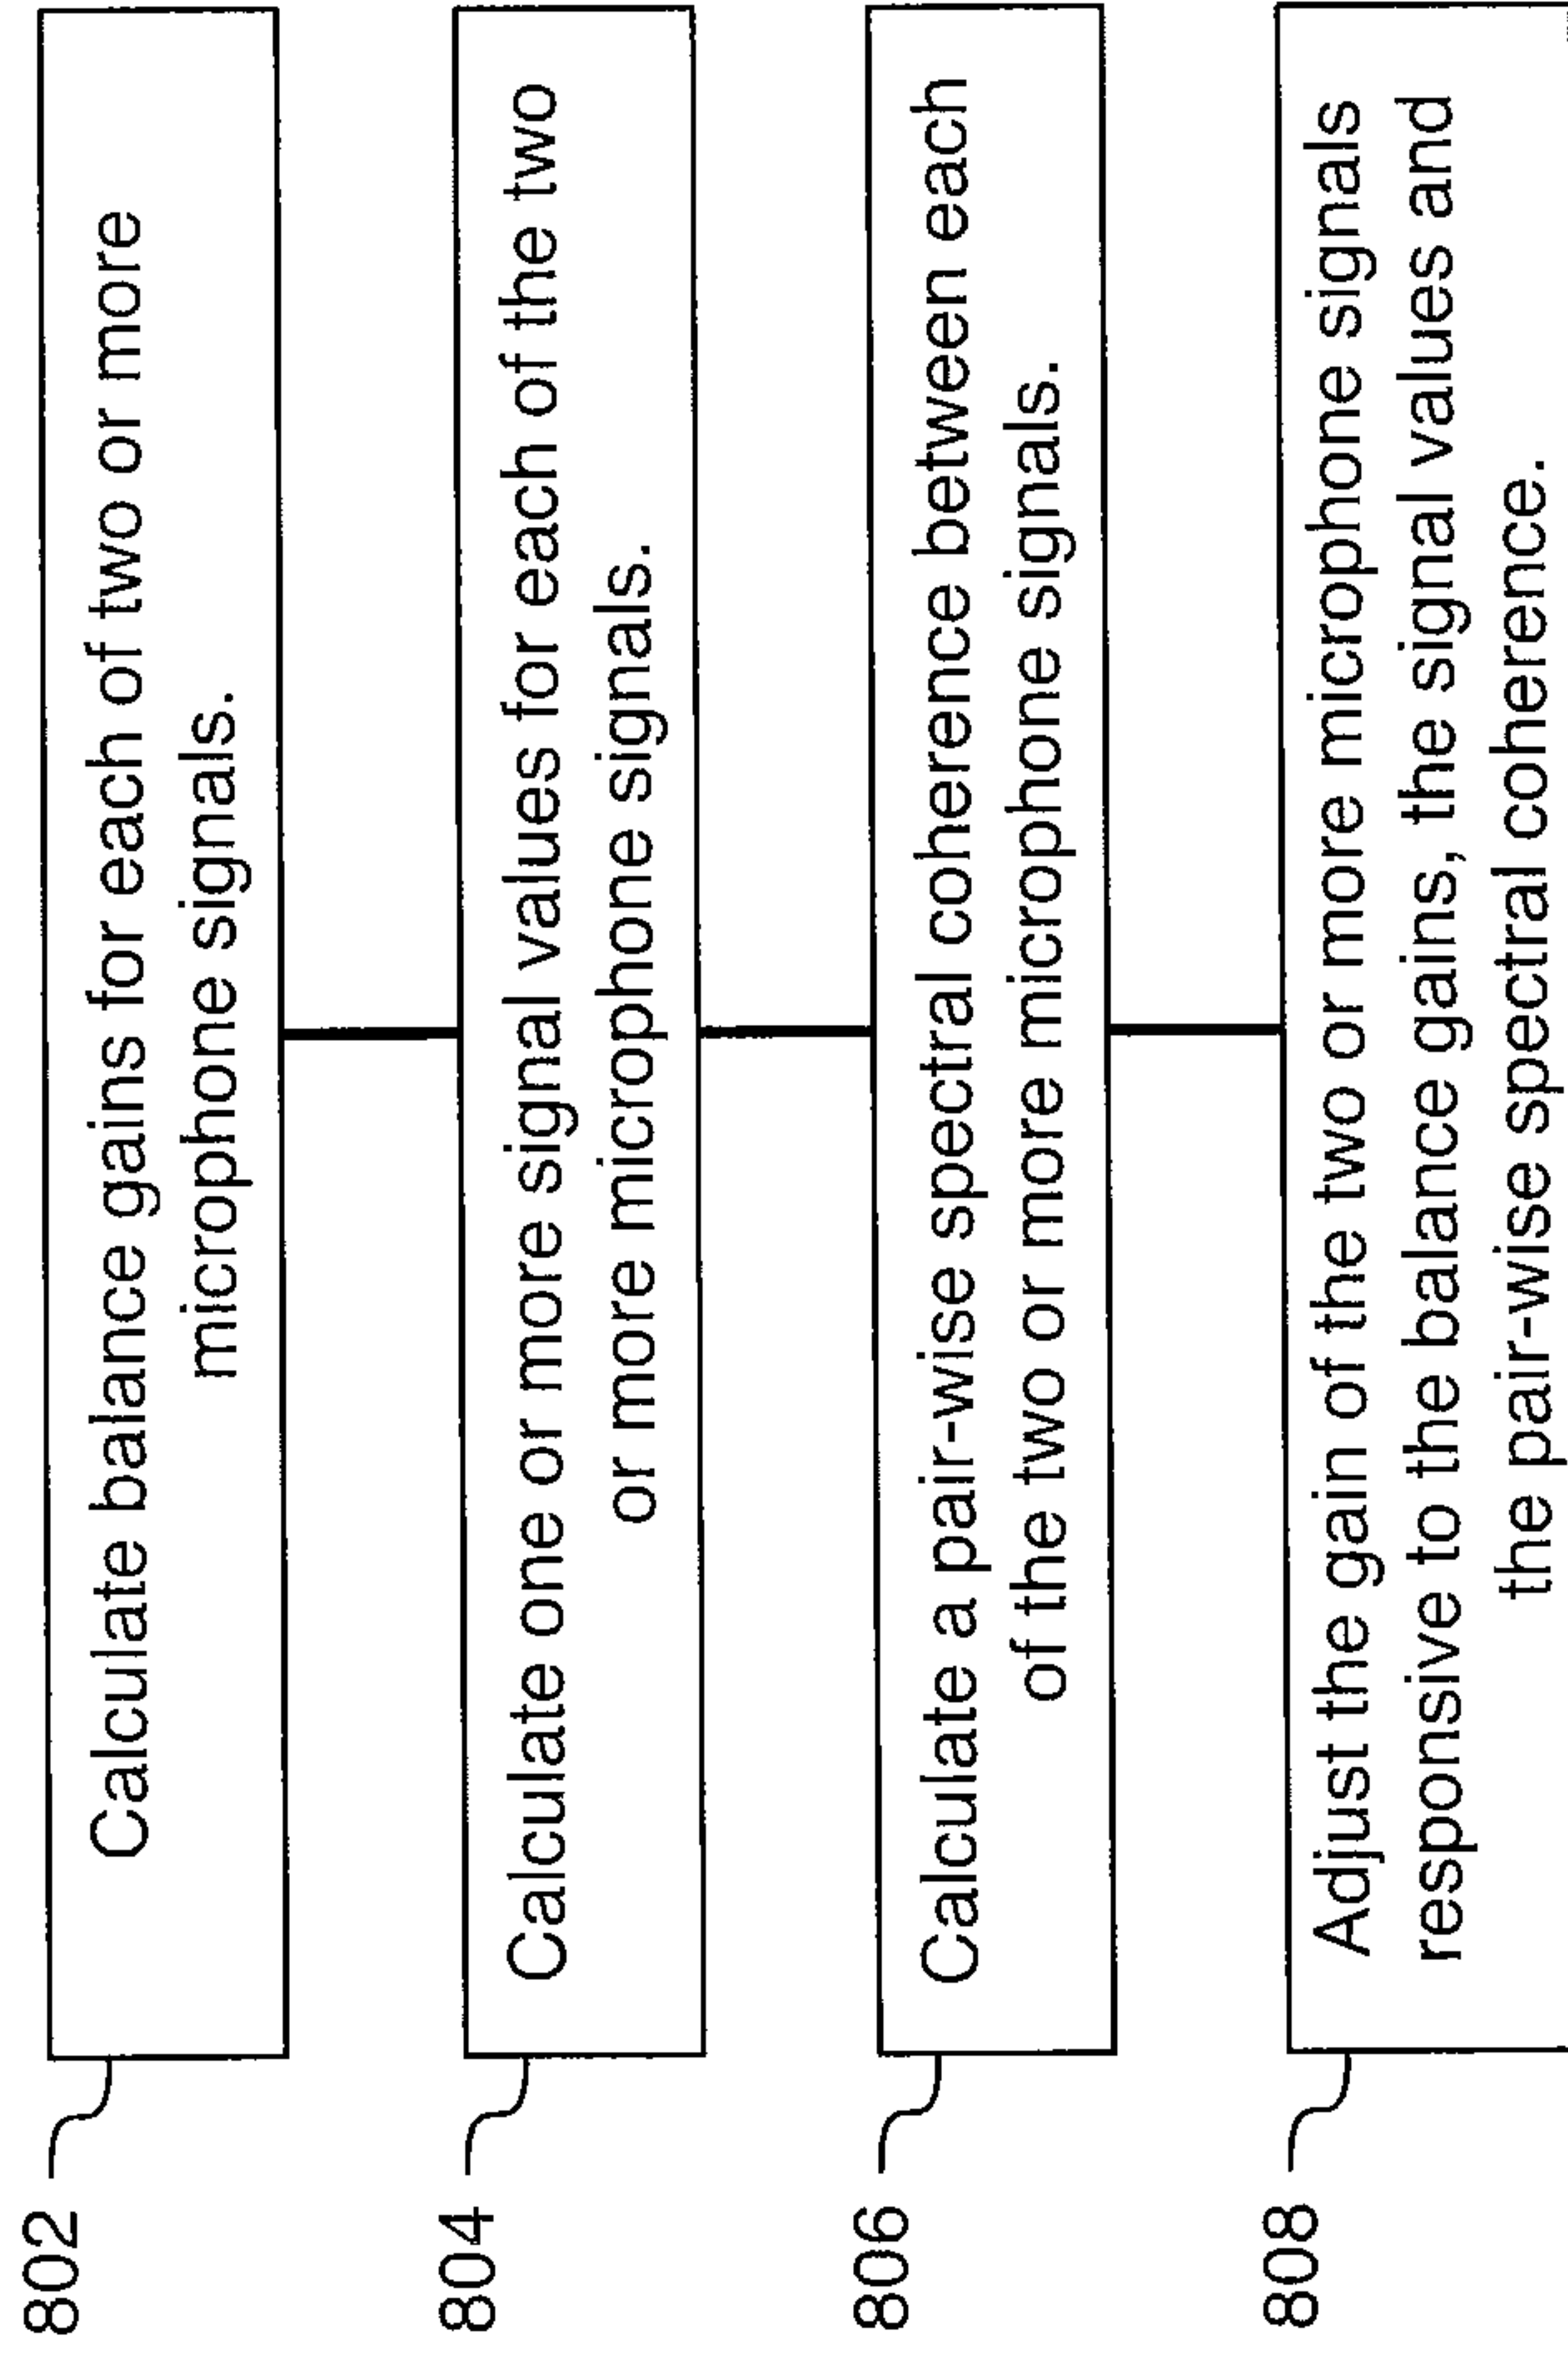 802
Calculate balance gains for each of two or more
microphone signals.
804
Calculate one or more signal values for each of the two
or more microphone signals.
806
Calculate a pair-wise spectral coherence between each
of the two or more microphone signals.
808
Adjust the gain of the two or more microphone signals
responsive to the balance gains, the signal values and
the pair-wise spectral coherence.